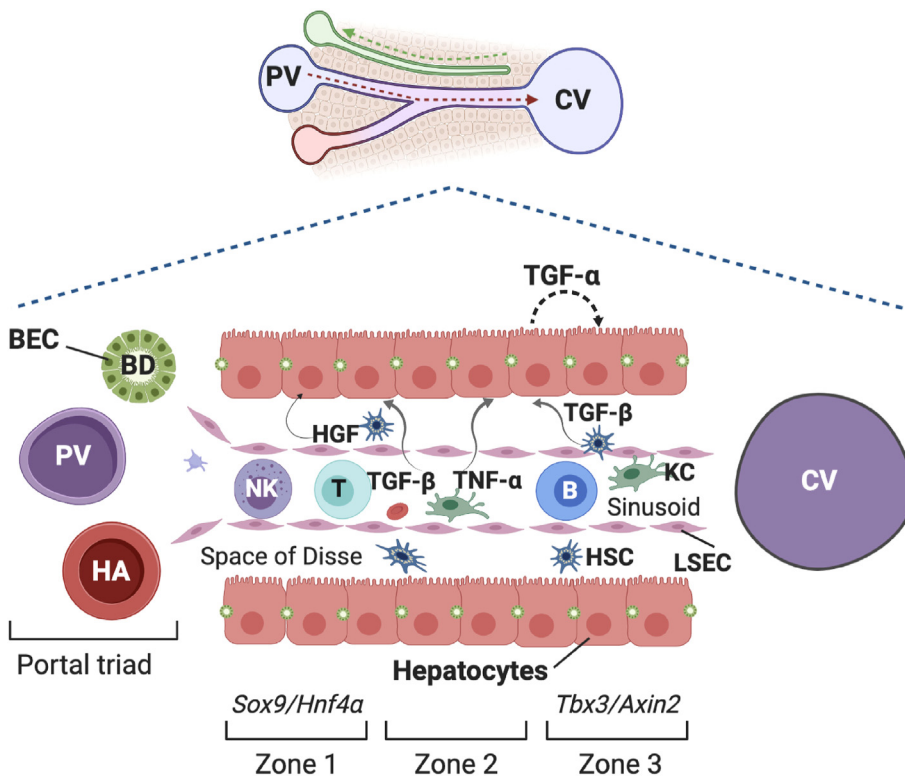 PV
CV
TGF-α
BEC
BD
HGF
TGF-β
PV
NK
T
TGF-β
TNF-α
B
KC
Sinusoid
CV
HA
Space of Disse
HSC
LSEC
Portal triad
Hepatocytes
Sox9/Hnf4α
Tbx3/Axin2
Zone 1
Zone 2
Zone 3